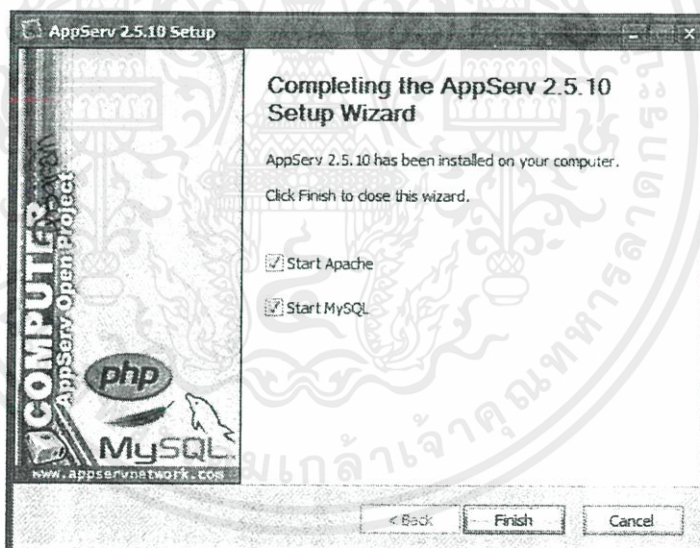 AppServ 2.5.10 Setup
Completing the AppServ 2.5.10
Setup Wizard
AppServ 2.5.10 has been installed on your computer.
Click Finish to close this wizard.
Start Apache
Start MySQL
COMPUTER
AppServ Open Project
php
MySQL
www.appservnetwork.com
< Back
Finish
Cancel